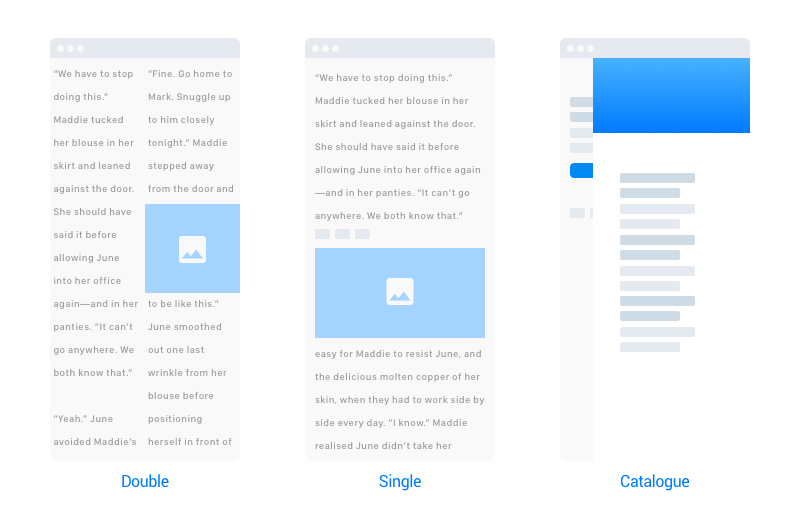 “We have to stop
doing this.”
Maddie tucked
her blouse in her
skirt and leaned
against the door.
She should have
said it before
allowing June
into her office
again—and in her
panties. “It can’t
go anywhere. We
both know that.”
“Yeah.” June
avoided Maddie’s
“Fine. Go home to
Mark. Snuggle up
to him closely
tonight.” Maddie
stepped away
from the door and
to be like this.”
June smoothed
out one last
wrinkle from her
blouse before
positioning
herself in front of
Double
“We have to stop doing this.”
Maddie tucked her blouse in her
skirt and leaned against the door.
She should have said it before
allowing June into her office again
—and in her panties. “It can’t go
anywhere. We both know that.”
easy for Maddie to resist June, and
the delicious molten copper of her
skin, when they had to work side by
side every day. “I know.” Maddie
realised June didn’t take her
Single
Catalogue